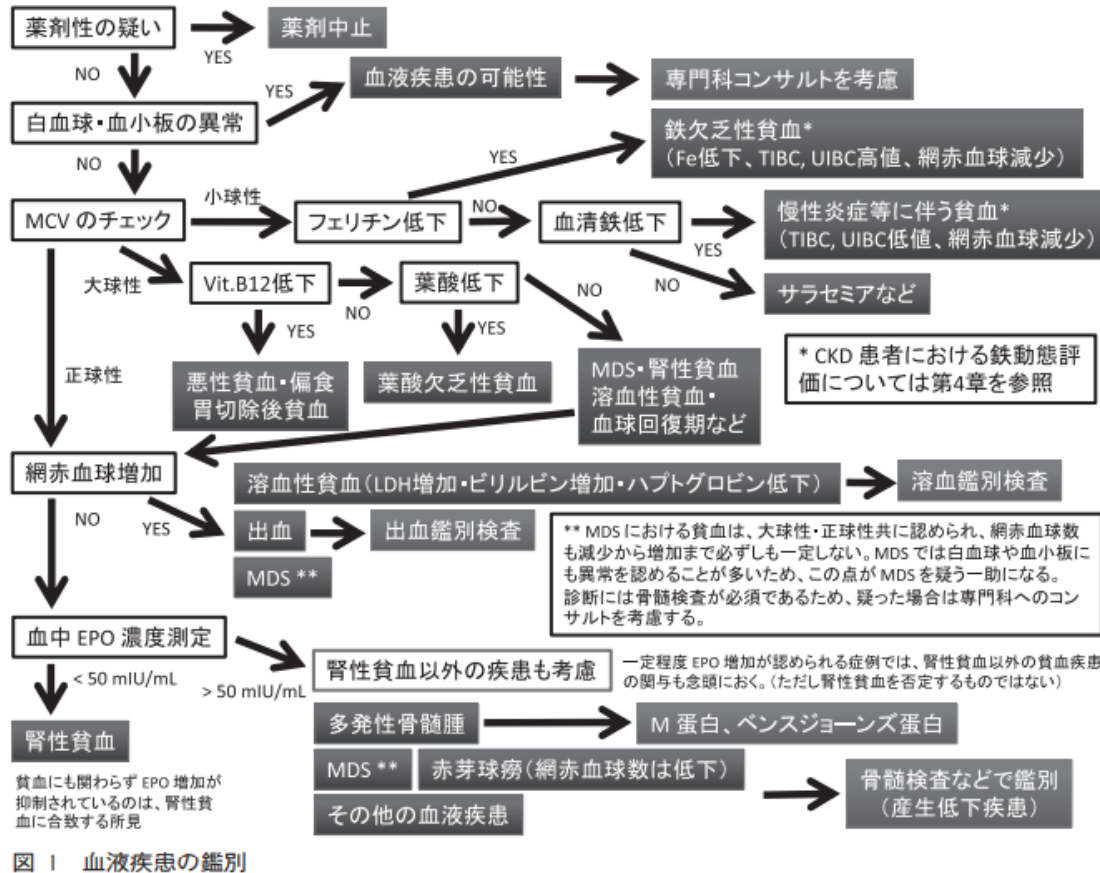 薬剤性の疑い
YES
薬剤中止
NO
白血球・血小板の異常
YES
血液疾患の可能性
専門科コンサルトを考慮
NO
MCV のチェック
小球性
フェリチン低下
YES
鉄欠乏性貧血*
(Fe低下、TIBC, UIBC高値、網赤血球減少)
NO
血清鉄低下
YES
慢性炎症等に伴う貧血*
(TIBC, UIBC低値、網赤血球減少)
NO
サラセミアなど
大球性
Vit.B12低下
NO
葉酸低下
NO
YES
YES
悪性貧血・偏食
胃切除後貧血
葉酸欠乏性貧血
MDS・腎性貧血
溶血性貧血・
血球回復期など
* CKD 患者における鉄動態評
価については第4章を参照
正球性
網赤血球増加
YES
溶血性貧血(LDH増加・ビリルビン増加・ハプトグロビン低下)
溶血鑑別検査
出血
出血鑑別検査
MDS **
** MDS における貧血は、大球性・正球性共に認められ、網赤血球数
も減少から増加まで必ずしも一定しない。MDS では白血球や血小板に
も異常を認めることが多いため、この点が MDS を疑う一助になる。
診断には骨髄検査が必須であるため、疑った場合は専門科へのコン
サルトを考慮する。
NO
血中 EPO 濃度測定
< 50 mIU/mL
> 50 mIU/mL
腎性貧血以外の疾患も考慮
一定程度 EPO 増加が認められる症例では、腎性貧血以外の貧血疾患
の関与も念頭におく。(ただし腎性貧血を否定するものではない)
腎性貧血
貧血にも関わらず EPO 増加が
抑制されているのは、腎性貧
血に合致する所見
多発性骨髄腫
M 蛋白、ベンスジョーンズ蛋白
MDS **
赤芽球癆(網赤血球数は低下)
その他の血液疾患
骨髄検査などで鑑別
(産生低下疾患)
図 1 血液疾患の鑑別